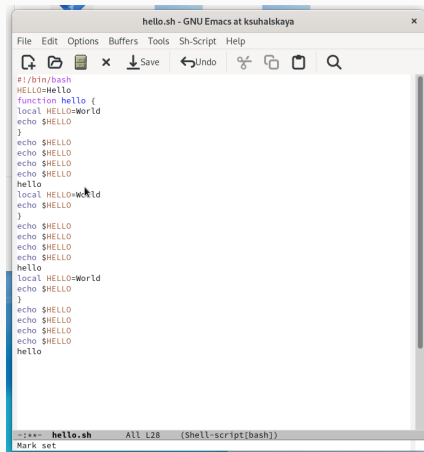 hello.sh - GNU Emacs at ksuhalskaya
File Edit Options Buffers Tools Sh-Script Help
Save Undo
#!/bin/bash
HELLO=Hello
function hello {
local HELLO=World
echo $HELLO
}
echo $HELLO
echo $HELLO
echo $HELLO
echo $HELLO
hello
local HELLO=World
echo $HELLO
}
echo $HELLO
echo $HELLO
echo $HELLO
echo $HELLO
hello
local HELLO=World
echo $HELLO
}
echo $HELLO
echo $HELLO
echo $HELLO
echo $HELLO
hello
-:**- hello.sh All L28 (Shell-script[bash])
Mark set